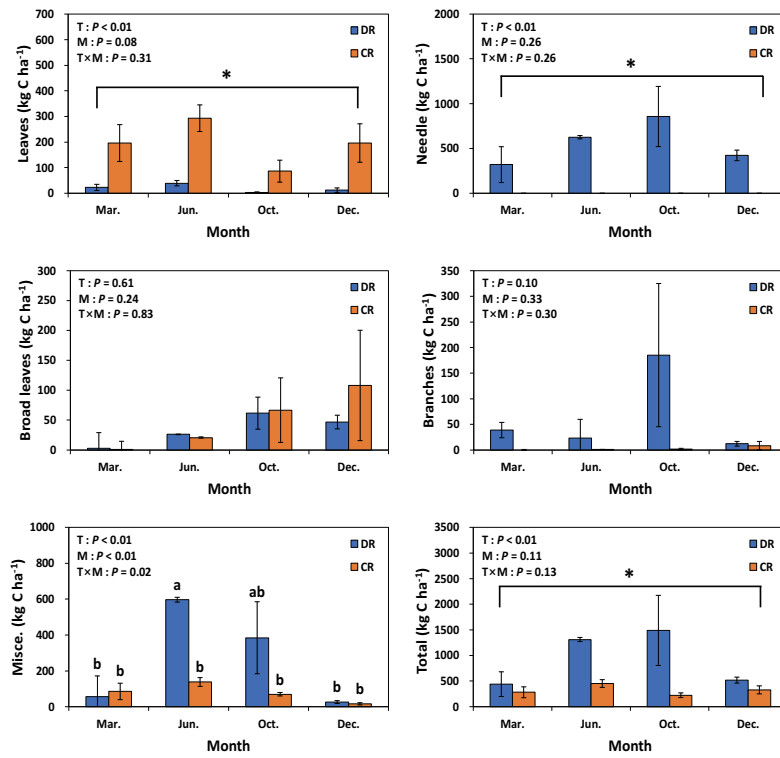 T : P < 0.01
M : P = 0.08
T×M : P = 0.31
DR
CR
*
Leaves (kg C ha⁻¹)
700
600
500
400
300
200
100
0
Mar. Jun. Oct. Dec.
Month
T : P < 0.01
M : P = 0.26
T×M : P = 0.26
DR
CR
*
Needle (kg C ha⁻¹)
2000
1500
1000
500
0
Mar. Jun. Oct. Dec.
Month
T : P = 0.61
M : P = 0.24
T×M : P = 0.83
DR
CR
Broad leaves (kg C ha⁻¹)
300
250
200
150
100
50
0
Mar. Jun. Oct. Dec.
Month
T : P = 0.10
M : P = 0.33
T×M : P = 0.30
DR
CR
Branches (kg C ha⁻¹)
350
300
250
200
150
100
50
0
Mar. Jun. Oct. Dec.
Month
T : P < 0.01
M : P < 0.01
T×M : P = 0.02
DR
CR
b b a b ab b b b
Misce. (kg C ha⁻¹)
1000
800
600
400
200
0
Mar. Jun. Oct. Dec.
Month
T : P < 0.01
M : P = 0.11
T×M : P = 0.13
DR
CR
*
Total (kg C ha⁻¹)
3500
3000
2500
2000
1500
1000
500
0
Mar. Jun. Oct. Dec.
Month